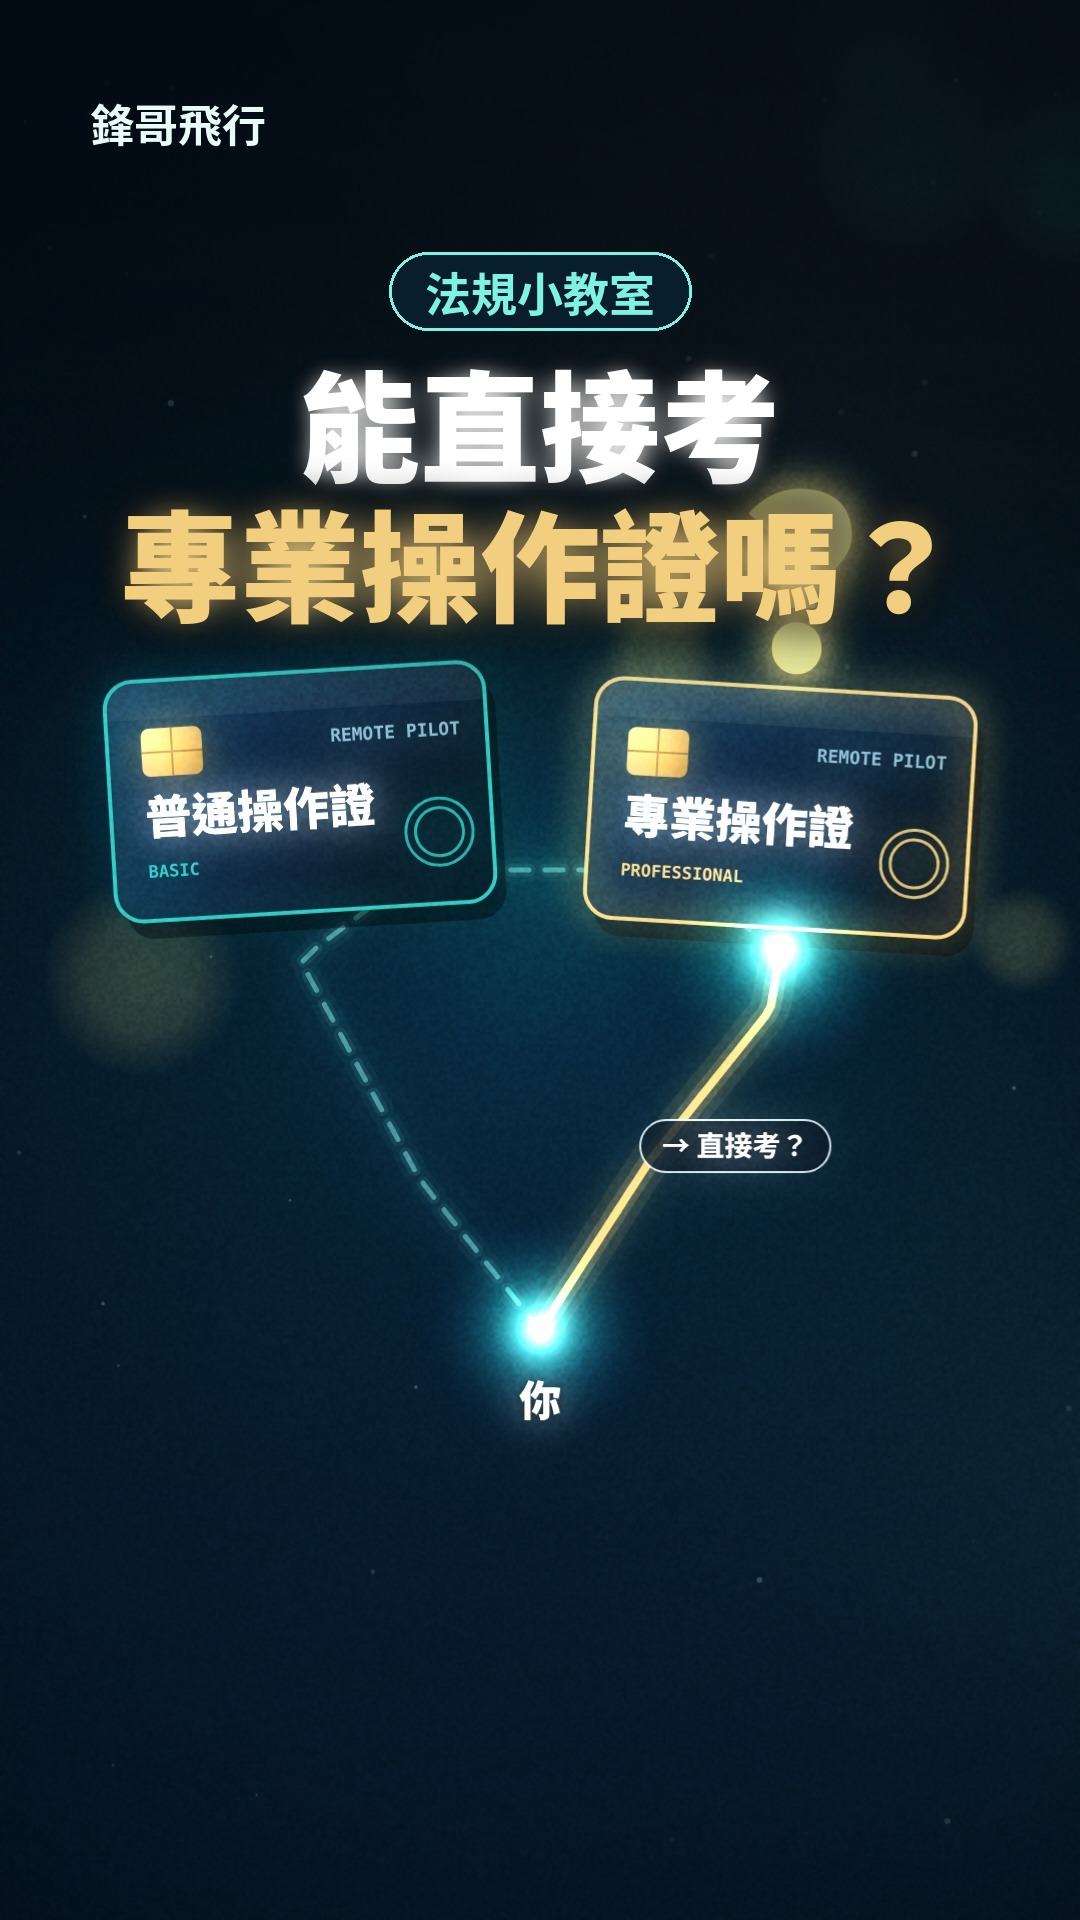 鋒哥飛行
法規小教室
能直接考
專業操作證嗎？
REMOTE PILOT
普通操作證
BASIC
REMOTE PILOT
專業操作證
PROFESSIONAL
→ 直接考？
你